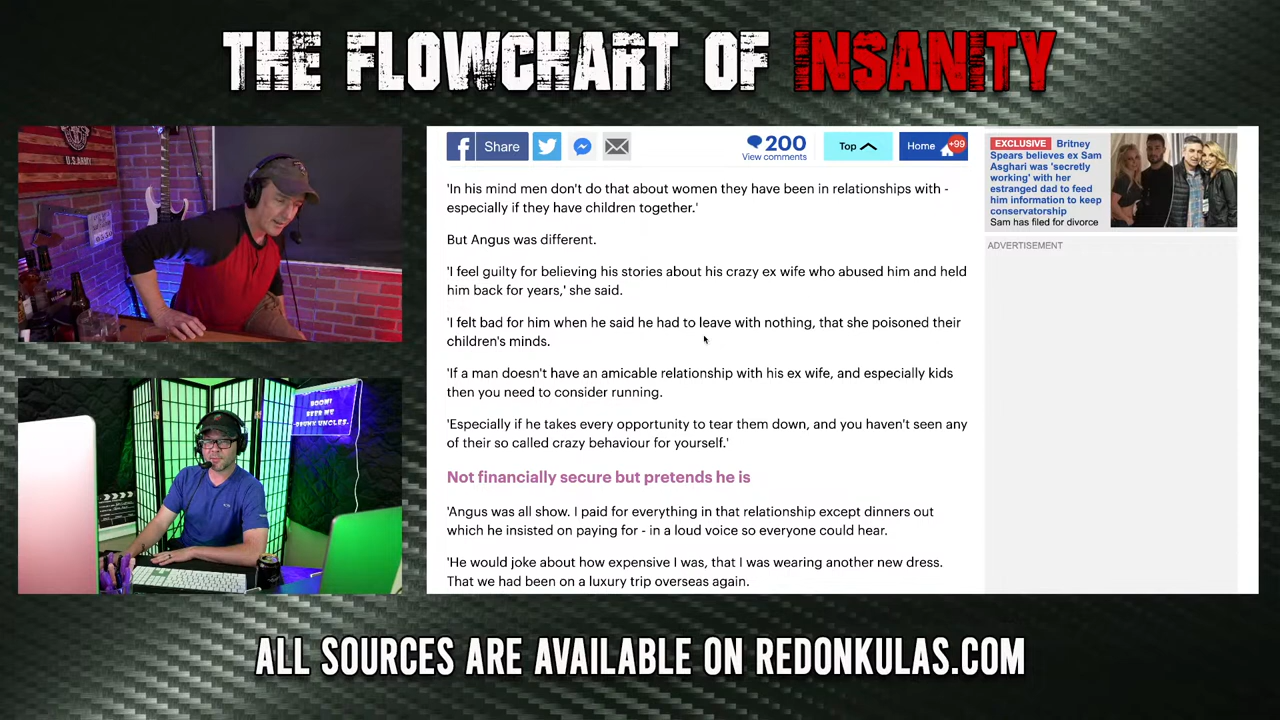 THE FLOWCHART OF INSANITY
U.S.ARMY
BOOM!
BEER ME
DRUNK UNCLES.
Share
200
View comments
Top
Home
+99
'In his mind men don't do that about women they have been in relationships with -
especially if they have children together.'
But Angus was different.
'I feel guilty for believing his stories about his crazy ex wife who abused him and held
him back for years,' she said.
'I felt bad for him when he said he had to leave with nothing, that she poisoned their
children's minds.
'If a man doesn't have an amicable relationship with his ex wife, and especially kids
then you need to consider running.
'Especially if he takes every opportunity to tear them down, and you haven't seen any
of their so called crazy behaviour for yourself.'
Not financially secure but pretends he is
'Angus was all show. I paid for everything in that relationship except dinners out
which he insisted on paying for - in a loud voice so everyone could hear.
'He would joke about how expensive I was, that I was wearing another new dress.
That we had been on a luxury trip overseas again.
EXCLUSIVE Britney
Spears believes ex Sam
Asghari was 'secretly
working' with her
estranged dad to feed
him information to keep
conservatorship
Sam has filed for divorce
ADVERTISEMENT
ALL SOURCES ARE AVAILABLE ON REDONKULAS.COM